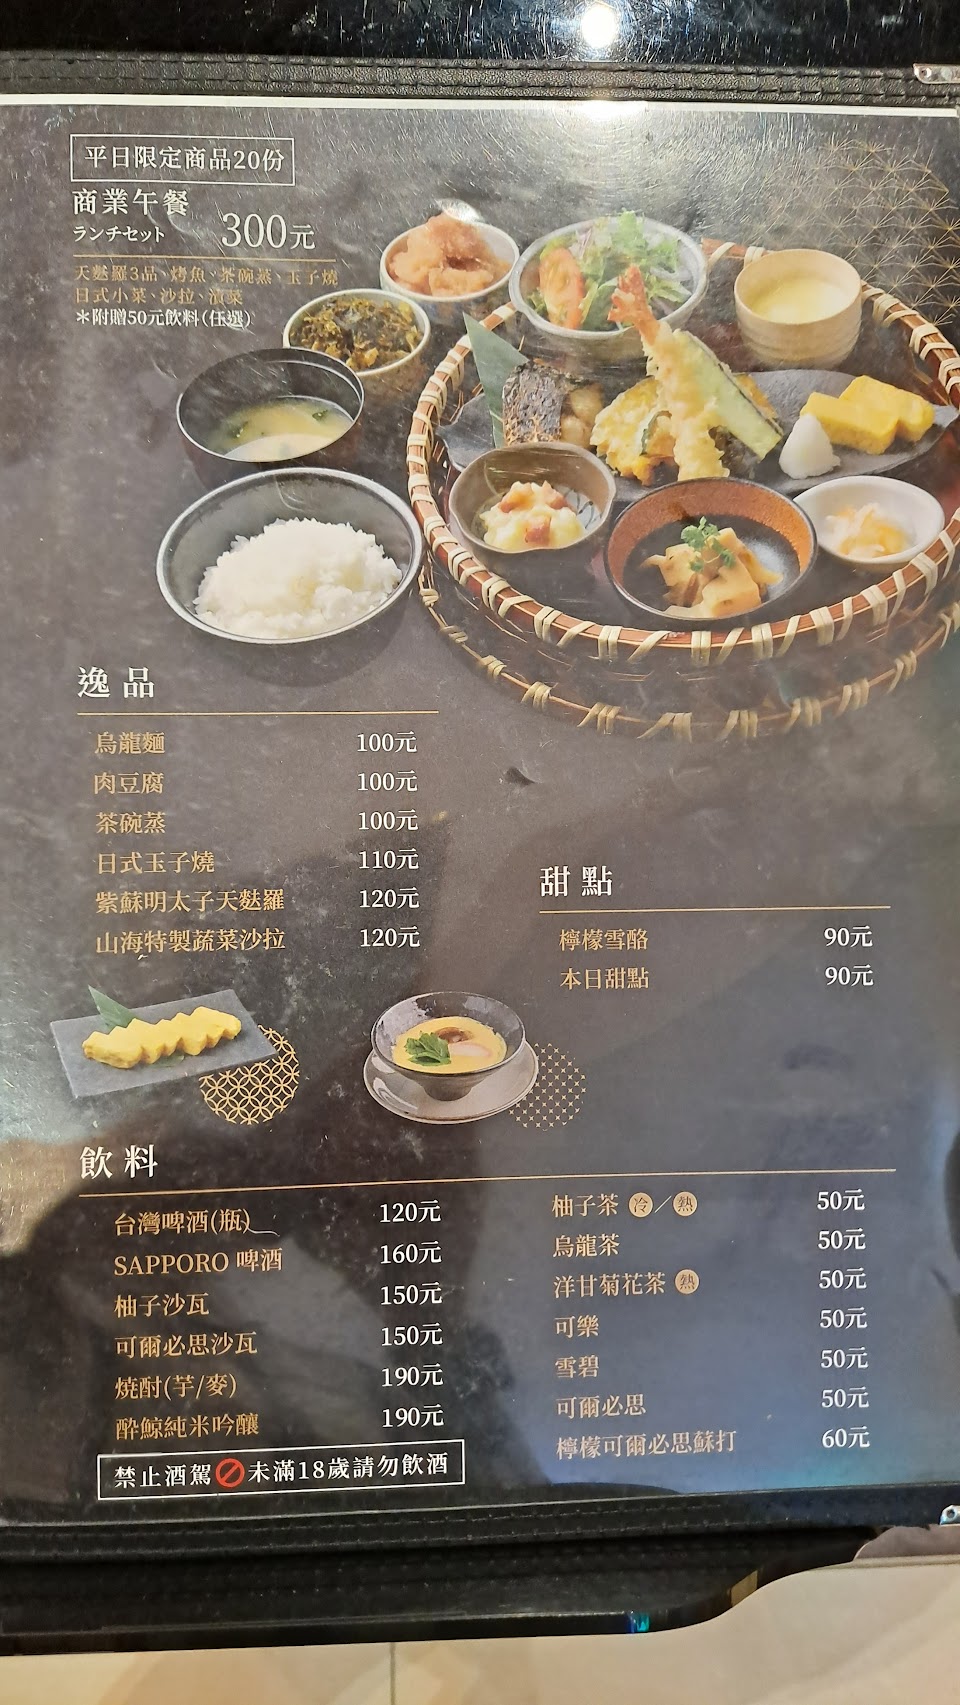 平日限定商品20份
商業午餐
ランチセット 300元
天麩羅3品、烤魚、茶碗蒸、玉子燒
日式小菜、沙拉、漬菜
＊附贈50元飲料(任選)
逸品
烏龍麵 100元
肉豆腐 100元
茶碗蒸 100元
日式玉子燒 110元
紫蘇明太子天麩羅 120元
山海特製蔬菜沙拉 120元
甜點
檸檬雪酪 90元
本日甜點 90元
飲料
台灣啤酒(瓶) 120元
SAPPORO 啤酒 160元
柚子沙瓦 150元
可爾必思沙瓦 150元
燒酎(芋/麥) 190元
酔鯨純米吟釀 190元
柚子茶 冷／熱 50元
烏龍茶 50元
洋甘菊花茶 熱 50元
可樂 50元
雪碧 50元
可爾必思 50元
檸檬可爾必思蘇打 60元
禁止酒駕 未滿18歲請勿飲酒